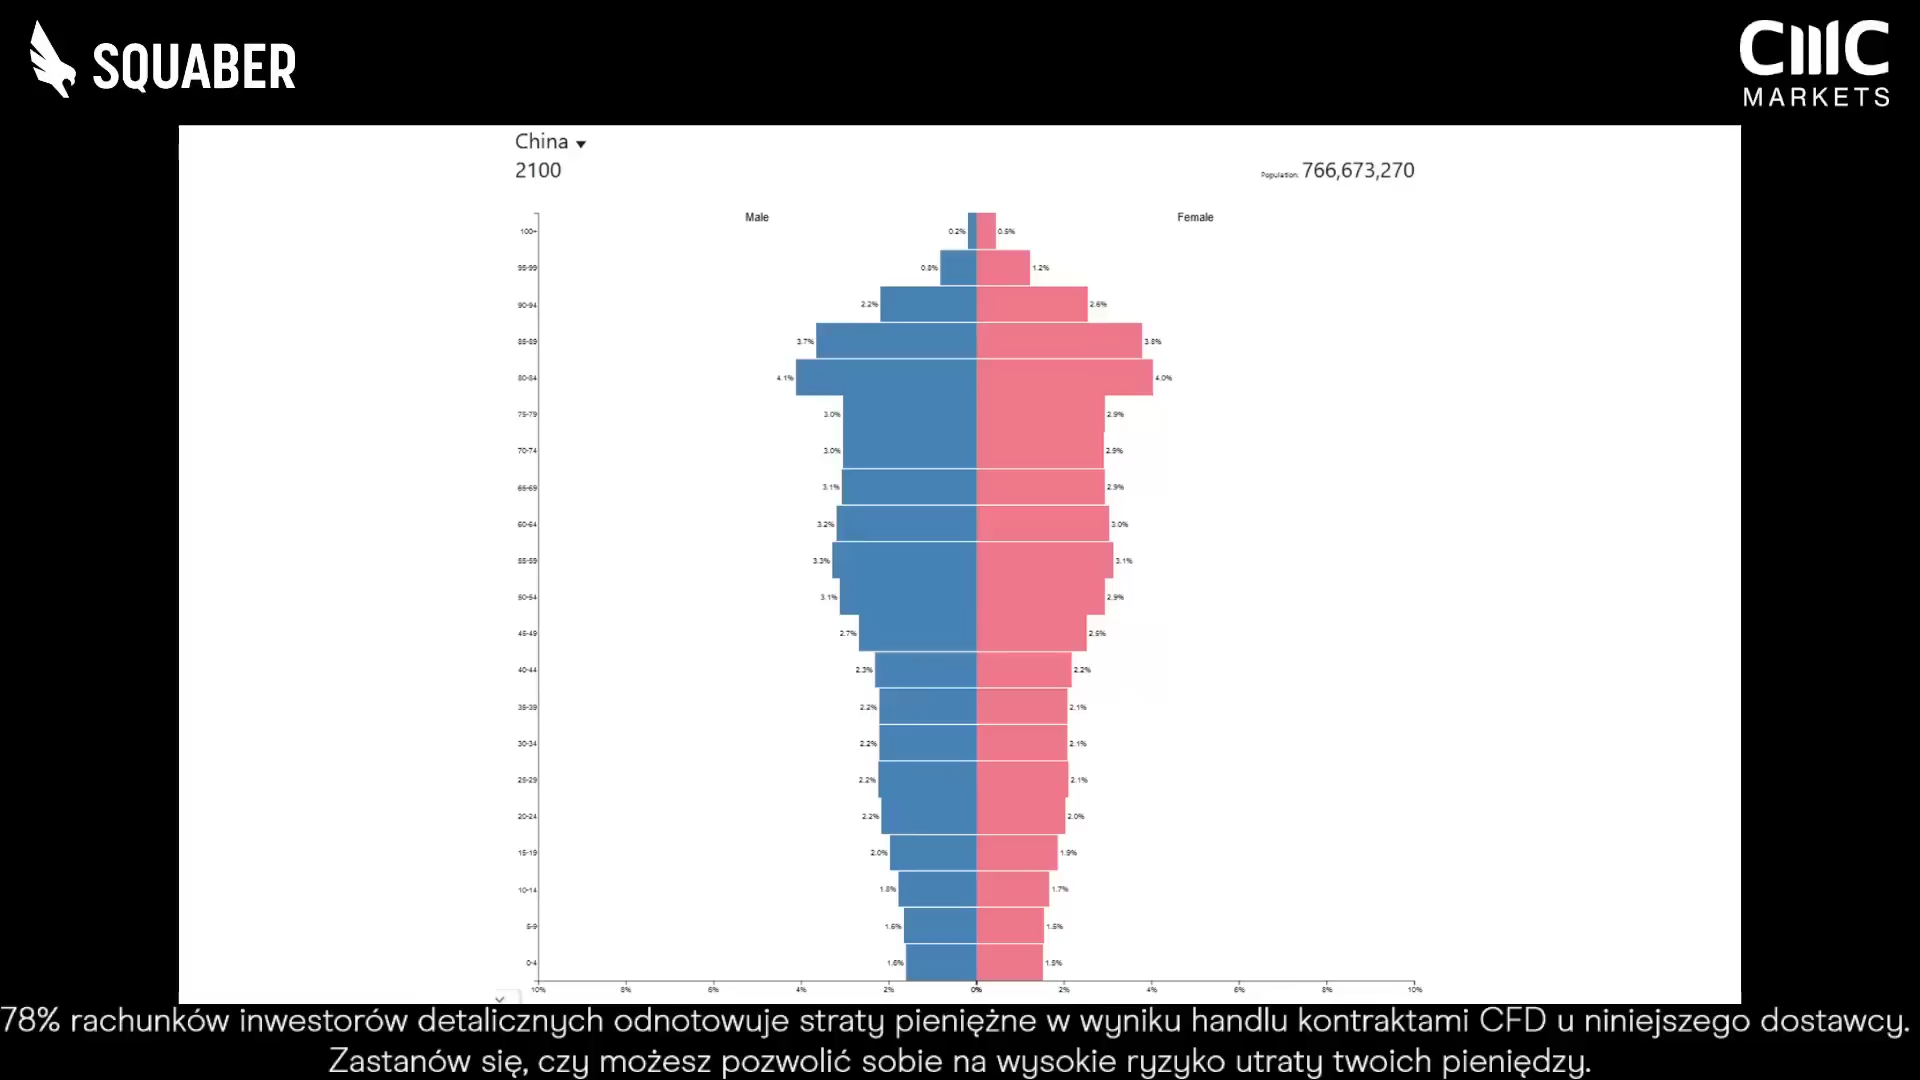 SQUABER
CMC
MARKETS
China
2100
Population: 766,673,270
Male
Female
100+ 0.2% 0.5%
95-99 0.8% 1.2%
90-94 2.2% 2.6%
85-89 3.7% 3.8%
80-84 4.1% 4.0%
75-79 3.0% 2.9%
70-74 3.0% 2.9%
65-69 3.1% 2.9%
60-64 3.2% 3.0%
55-59 3.3% 3.1%
50-54 3.1% 2.9%
45-49 2.7% 2.5%
40-44 2.3% 2.2%
35-39 2.2% 2.1%
30-34 2.2% 2.1%
25-29 2.2% 2.1%
20-24 2.2% 2.0%
15-19 2.0% 1.9%
10-14 1.8% 1.7%
5-9 1.6% 1.5%
0-4 1.6% 1.5%
10% 8% 6% 4% 2% 0% 2% 4% 6% 8% 10%
78% rachunków inwestorów detalicznych odnotowuje straty pieniężne w wyniku handlu kontraktami CFD u niniejszego dostawcy.
Zastanów się, czy możesz pozwolić sobie na wysokie ryzyko utraty twoich pieniędzy.